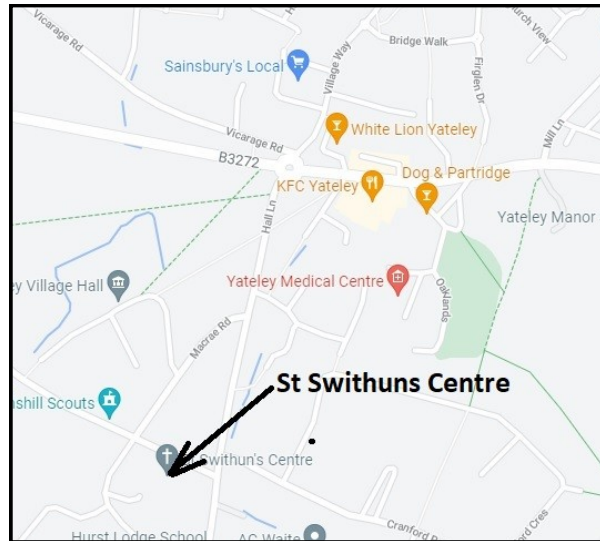 Vicarage Rd
Village Way
Bridge Walk
Sainsbury's Local
Firglen Dr
Mill Ln
Vicarage Rd
White Lion Yateley
B3272
Dog & Partridge
KFC Yateley
Hall Ln
Yateley Manor
Yateley Medical Centre
Village Hall
Oaklands
Macrae Rd
St Swithuns Centre
Scouts
Swithun's Centre
Hurst Lodge School
AC Waite
Cranford
Cres